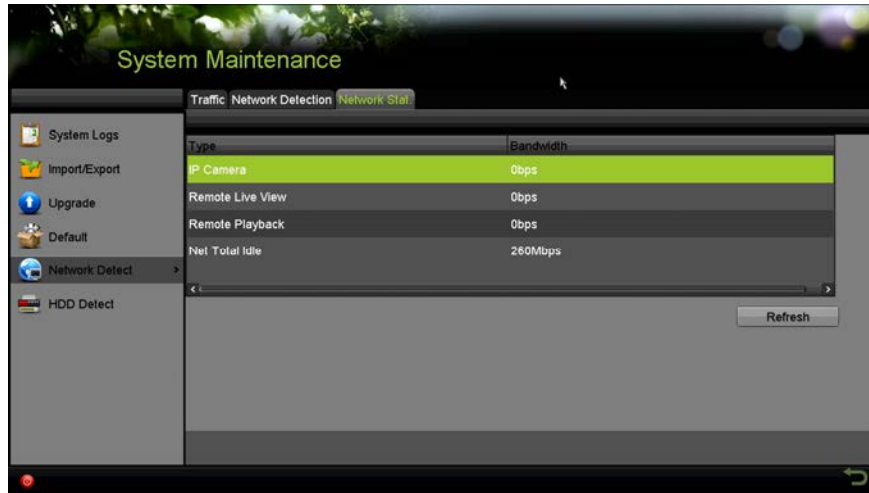 System Maintenance
Traffic Network Detection Network Stat.
System Logs
Import/Export
Upgrade
Default
Network Detect
HDD Detect
Type Bandwidth
IP Camera 0bps
Remote Live View 0bps
Remote Playback 0bps
Net Total Idle 260Mbps
Refresh